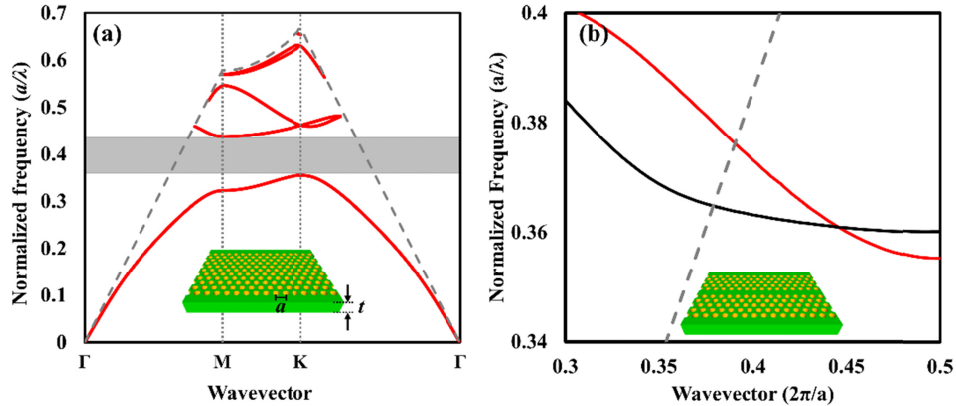 (a)
Normalized frequency (a/λ)
0.7
0.6
0.5
0.4
0.3
0.2
0.1
0
a
t
Γ
M
K
Γ
Wavevector
(b)
Normalized Frequency (a/λ)
0.4
0.38
0.36
0.34
0.3
0.35
0.4
0.45
0.5
Wavevector (2π/a)